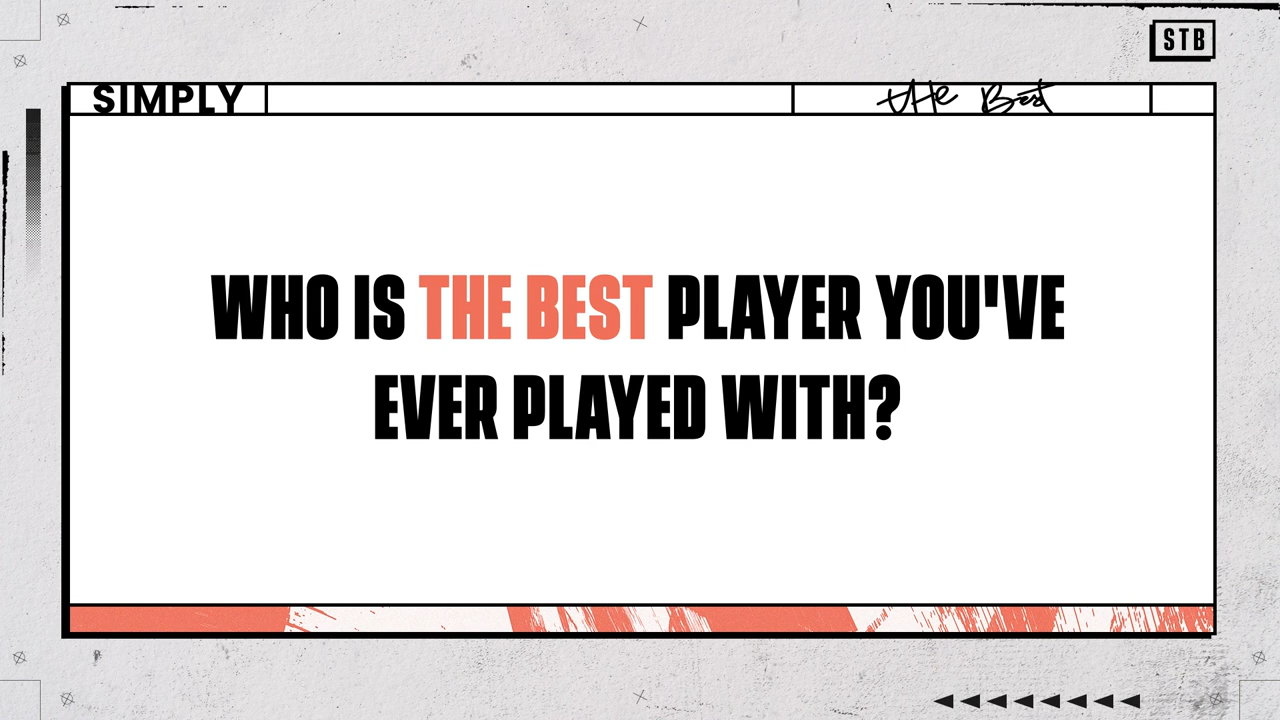 STB
SIMPLY
the Best
WHO IS THE BEST PLAYER YOU'VE
EVER PLAYED WITH?